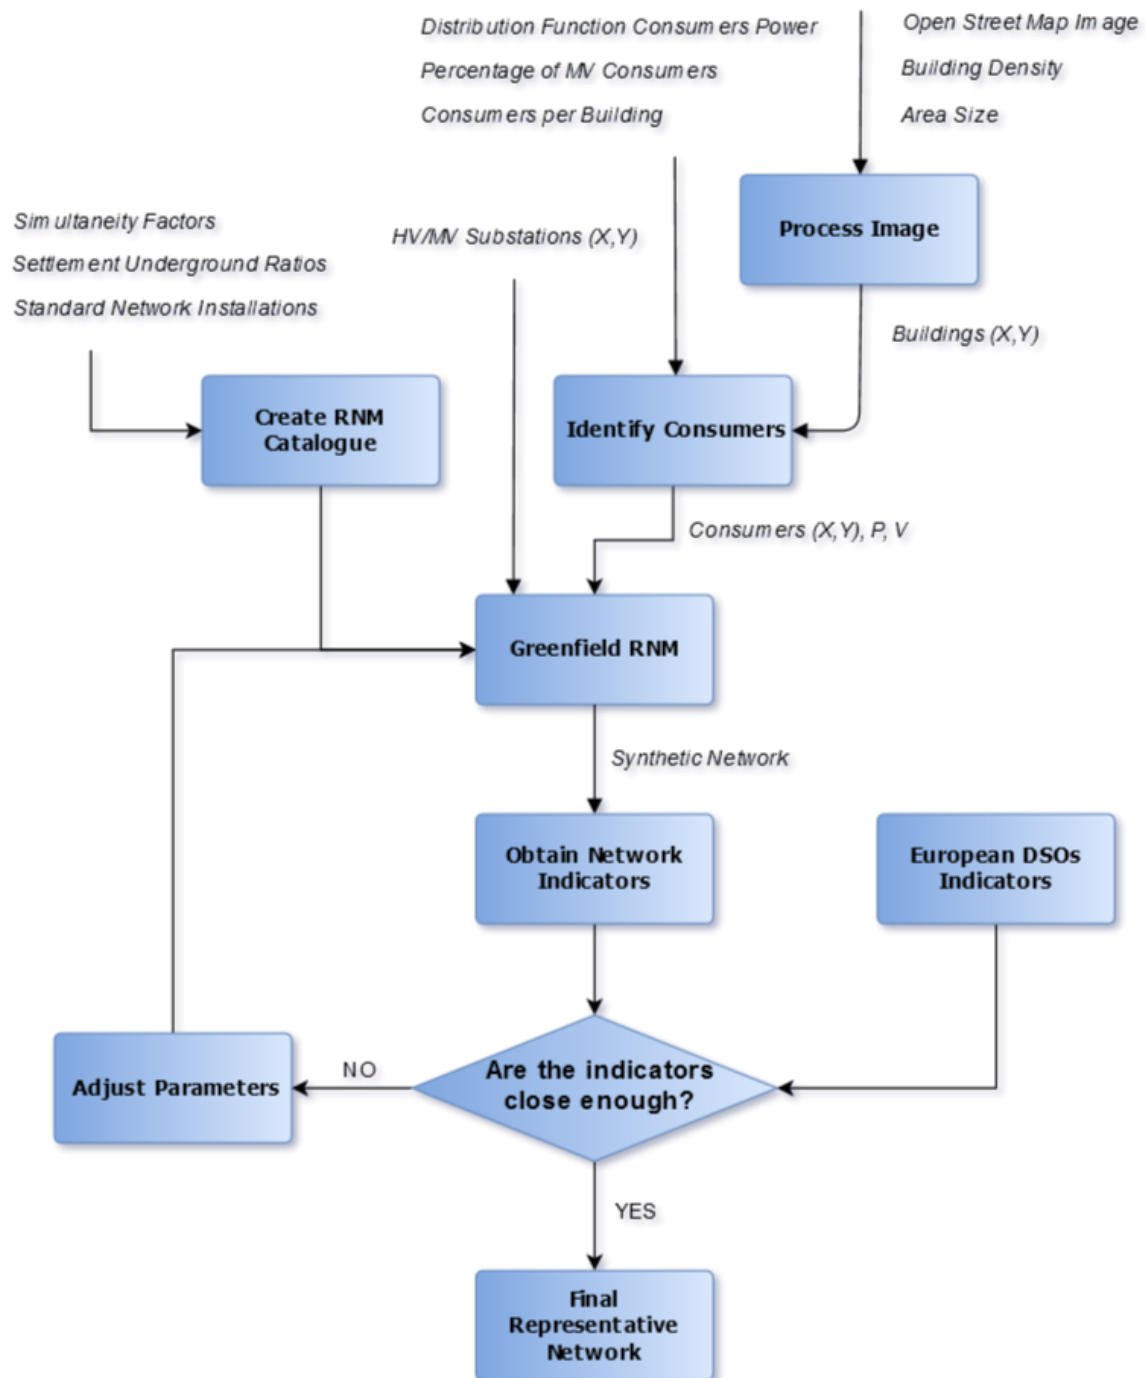 Distribution Function Consumers Power
Percentage of MV Consumers
Consumers per Building
Open Street Map Image
Building Density
Area Size
Process Image
Simultaneity Factors
Settlement Underground Ratios
Standard Network Installations
HV/MV Substations (X,Y)
Buildings (X,Y)
Create RNM
Catalogue
Identify Consumers
Consumers (X,Y), P, V
Greenfield RNM
Synthetic Network
Obtain Network
Indicators
European DSOs
Indicators
Are the indicators
close enough?
NO
Adjust Parameters
YES
Final
Representative
Network